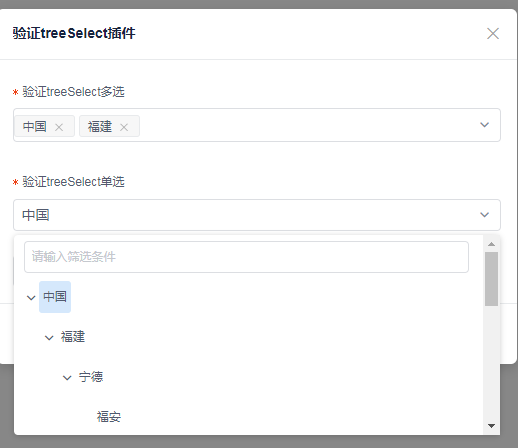 验证treeSelect插件
* 验证treeSelect多选
中国 福建
* 验证treeSelect单选
中国
请输入筛选条件
中国
福建
宁德
福安